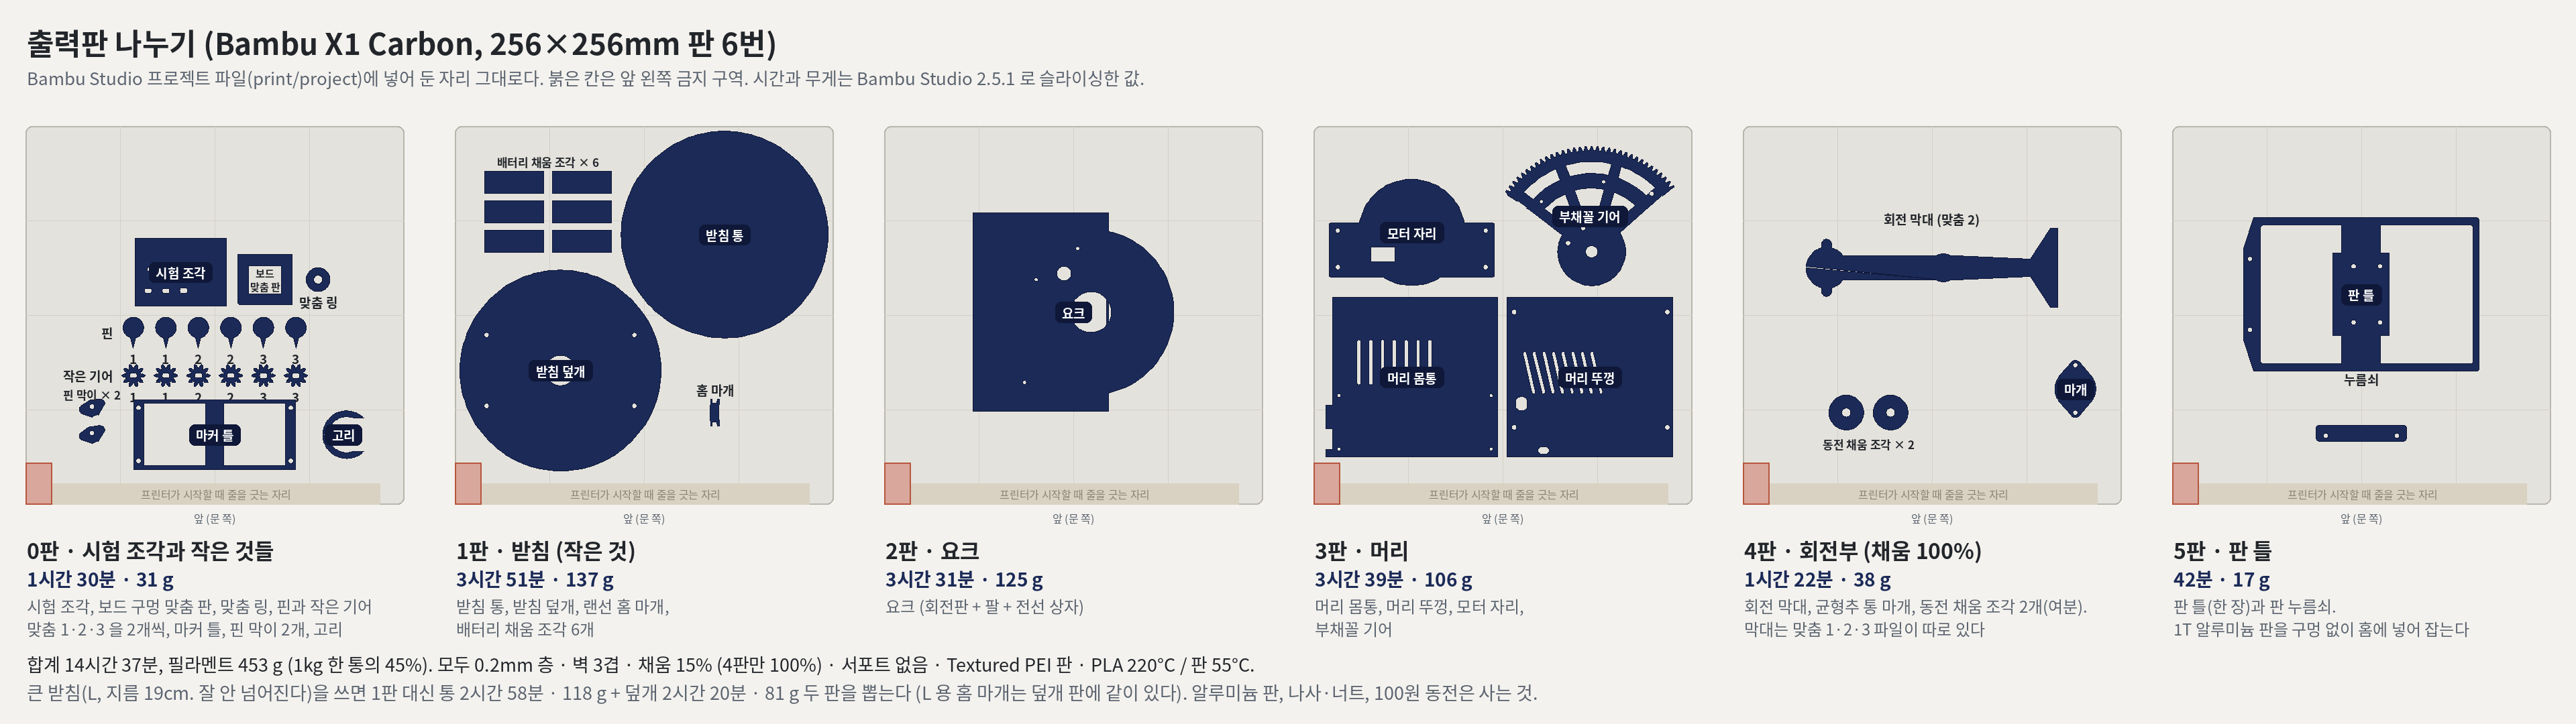 출력판 나누기 (Bambu X1 Carbon, 256×256mm 판 6번)
Bambu Studio 프로젝트 파일(print/project)에 넣어 둔 자리 그대로다. 붉은 칸은 앞 왼쪽 금지 구역. 시간과 무게는 Bambu Studio 2.5.1 로 슬라이싱한 값.
시험 조각
보드
맞춤 판
맞춤 링
핀
1 1 2 2 3 3
작은 기어
핀 막이 × 2
1 1 2 2 3 3
마커 틀
고리
프린터가 시작할 때 줄을 긋는 자리
앞 (문 쪽)
0판 · 시험 조각과 작은 것들
1시간 30분 · 31 g
시험 조각, 보드 구멍 맞춤 판, 맞춤 링, 핀과 작은 기어
맞춤 1·2·3 을 2개씩, 마커 틀, 핀 막이 2개, 고리
배터리 채움 조각 × 6
받침 통
받침 덮개
홈 마개
프린터가 시작할 때 줄을 긋는 자리
앞 (문 쪽)
1판 · 받침 (작은 것)
3시간 51분 · 137 g
받침 통, 받침 덮개, 랜선 홈 마개,
배터리 채움 조각 6개
요크
프린터가 시작할 때 줄을 긋는 자리
앞 (문 쪽)
2판 · 요크
3시간 31분 · 125 g
요크 (회전판 + 팔 + 전선 상자)
모터 자리
부채꼴 기어
머리 몸통
머리 뚜껑
프린터가 시작할 때 줄을 긋는 자리
앞 (문 쪽)
3판 · 머리
3시간 39분 · 106 g
머리 몸통, 머리 뚜껑, 모터 자리,
부채꼴 기어
회전 막대 (맞춤 2)
마개
동전 채움 조각 × 2
프린터가 시작할 때 줄을 긋는 자리
앞 (문 쪽)
4판 · 회전부 (채움 100%)
1시간 22분 · 38 g
회전 막대, 균형추 통 마개, 동전 채움 조각 2개(여분).
막대는 맞춤 1·2·3 파일이 따로 있다
판 틀
누름쇠
프린터가 시작할 때 줄을 긋는 자리
앞 (문 쪽)
5판 · 판 틀
42분 · 17 g
판 틀(한 장)과 판 누름쇠.
1T 알루미늄 판을 구멍 없이 홈에 넣어 잡는다
합계 14시간 37분, 필라멘트 453 g (1kg 한 통의 45%). 모두 0.2mm 층 · 벽 3겹 · 채움 15% (4판만 100%) · 서포트 없음 · Textured PEI 판 · PLA 220°C / 판 55°C.
큰 받침(L, 지름 19cm. 잘 안 넘어진다)을 쓰면 1판 대신 통 2시간 58분 · 118 g + 덮개 2시간 20분 · 81 g 두 판을 뽑는다 (L 용 홈 마개는 덮개 판에 같이 있다). 알루미늄 판, 나사·너트, 100원 동전은 사는 것.